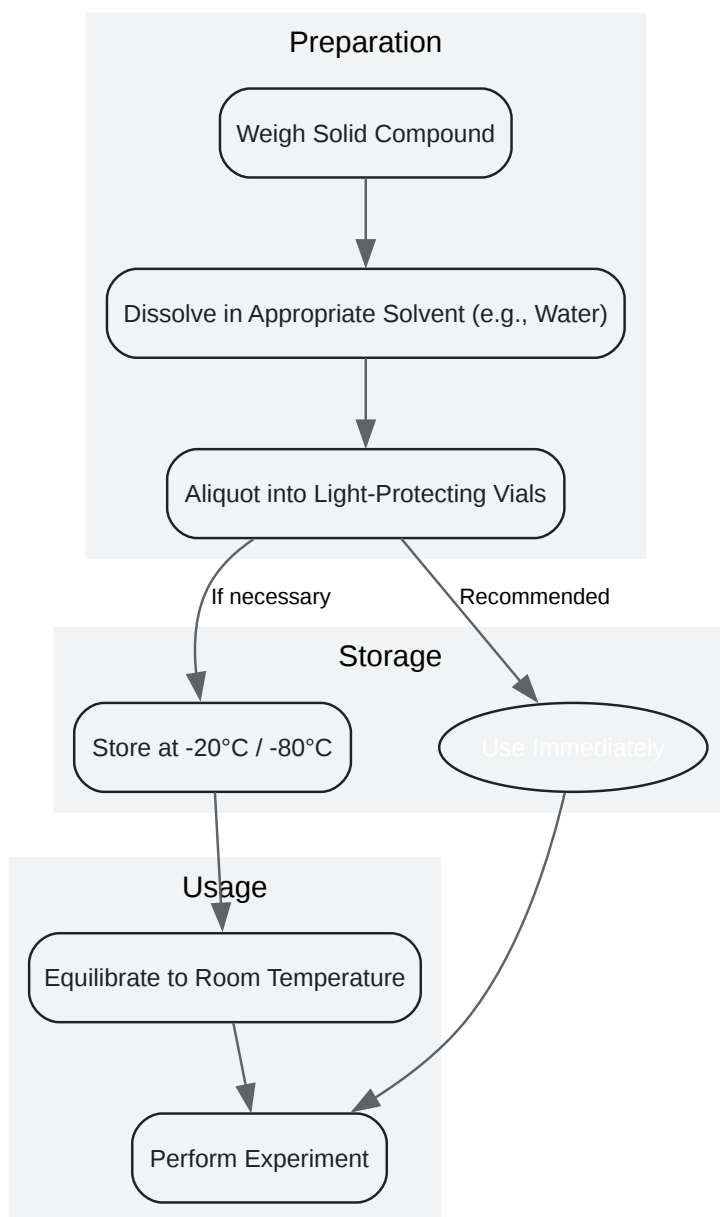 Preparation
Weigh Solid Compound
Dissolve in Appropriate Solvent (e.g., Water)
Aliquot into Light-Protecting Vials
If necessary
Recommended
Storage
Store at -20°C / -80°C
Use Immediately
Usage
Equilibrate to Room Temperature
Perform Experiment